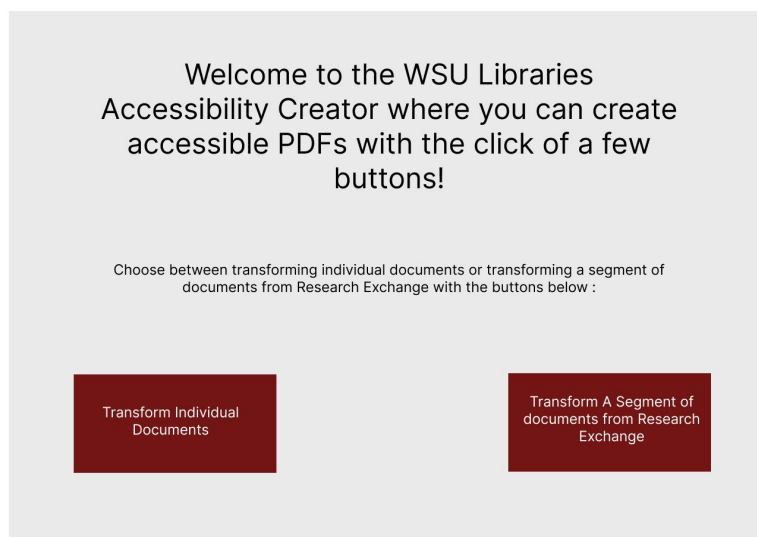 Welcome to the WSU Libraries
Accessibility Creator where you can create
accessible PDFs with the click of a few
buttons!
Choose between transforming individual documents or transforming a segment of
documents from Research Exchange with the buttons below :
Transform Individual
Documents
Transform A Segment of
documents from Research
Exchange